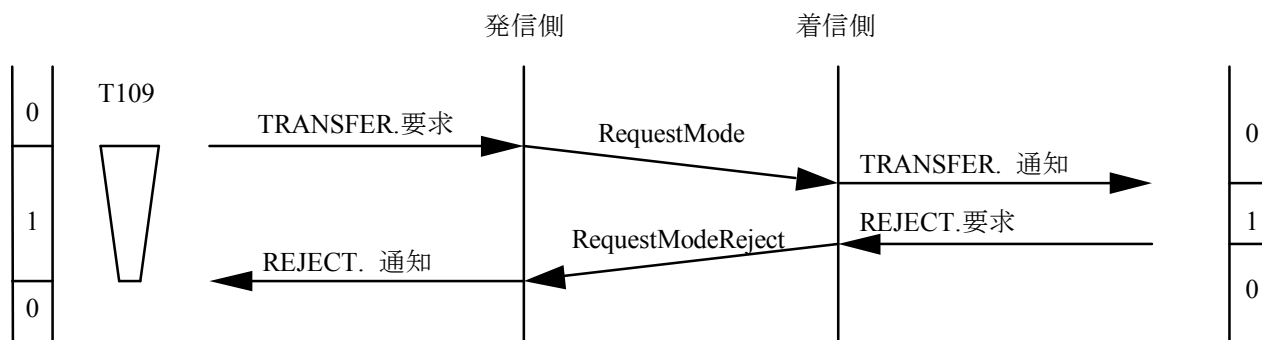 発信側 着信側
T109
0 TRANSFER.要求 RequestMode 0
TRANSFER. 通知
1 REJECT.要求 1
RequestModeReject
REJECT. 通知
0 0